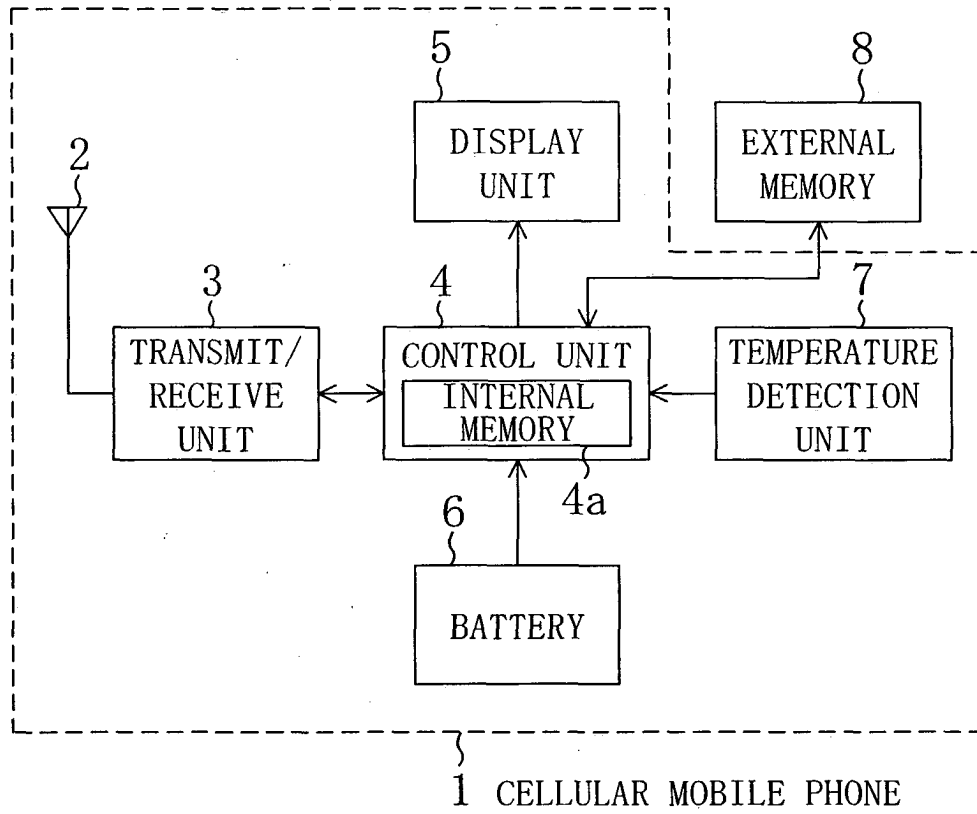 5
8
DISPLAY
UNIT
EXTERNAL
MEMORY
2
3
4
7
TRANSMIT/
RECEIVE
UNIT
CONTROL UNIT
INTERNAL
MEMORY
4a
TEMPERATURE
DETECTION
UNIT
6
BATTERY
1 CELLULAR MOBILE PHONE